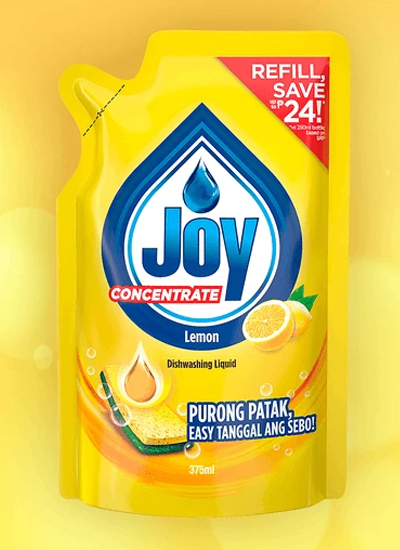 REFILL,
SAVE
up to ₱24!*
Joy
CONCENTRATE
Lemon
Dishwashing Liquid
PURONG PATAK,
EASY TANGGAL ANG SEBO!
375ml